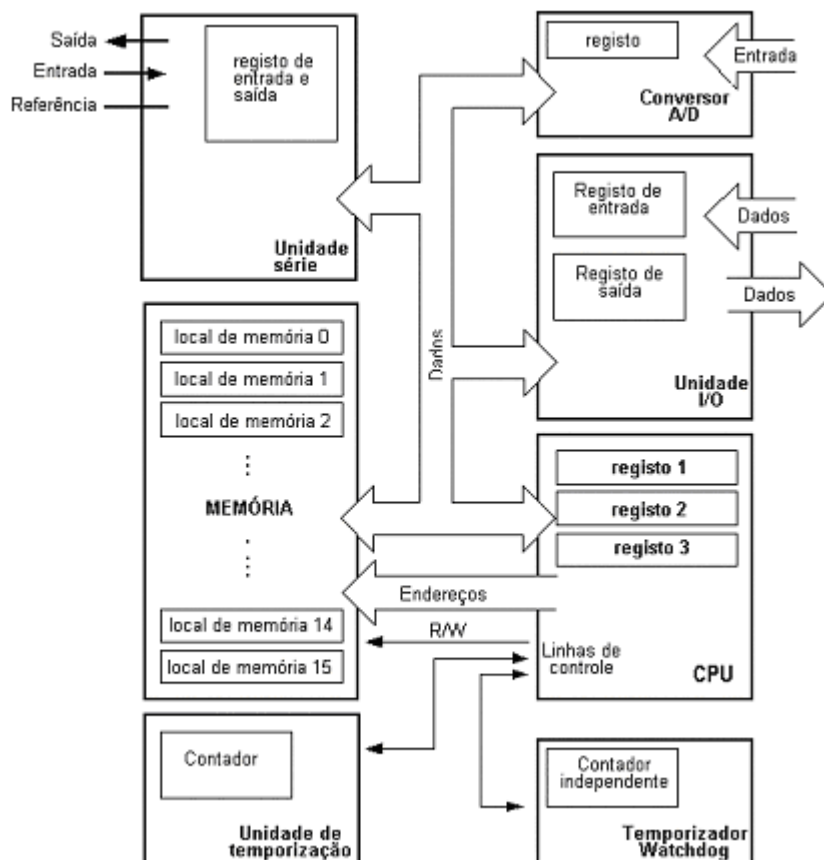 Saída
Entrada
Referência
registo de
entrada e
saída
Unidade
série
registo
Entrada
Conversor
A/D
Registo de
entrada
Dados
Registo de
saída
Dados
Unidade
I/O
Dados
local de memória 0
local de memória 1
local de memória 2
MEMÓRIA
local de memória 14
local de memória 15
registo 1
registo 2
registo 3
Endereços
R/W
Linhas de
controle
CPU
Contador
Unidade de
temporização
Contador
independente
Temporizador
Watchdog